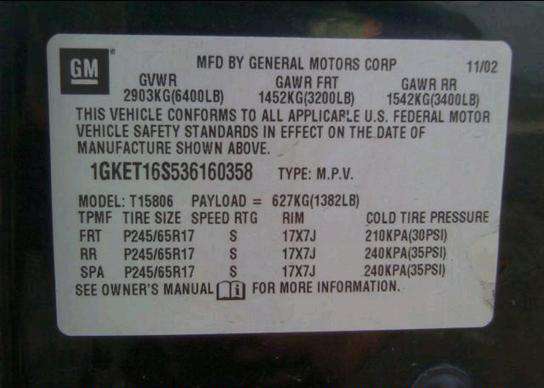 GM
MFD BY GENERAL MOTORS CORP 11/02
GVWR GAWR FRT GAWR RR
2903KG(6400LB) 1452KG(3200LB) 1542KG(3400LB)
THIS VEHICLE CONFORMS TO ALL APPLICABLE U.S. FEDERAL MOTOR
VEHICLE SAFETY STANDARDS IN EFFECT ON THE DATE OF
MANUFACTURE SHOWN ABOVE.
1GKET16S536160358 TYPE: M.P.V.
MODEL: T15806 PAYLOAD = 627KG(1382LB)
TPMF TIRE SIZE SPEED RTG RIM COLD TIRE PRESSURE
FRT P245/65R17 S 17X7J 210KPA(30PSI)
RR P245/65R17 S 17X7J 240KPA(35PSI)
SPA P245/65R17 S 17X7J 240KPA(35PSI)
SEE OWNER'S MANUAL FOR MORE INFORMATION.